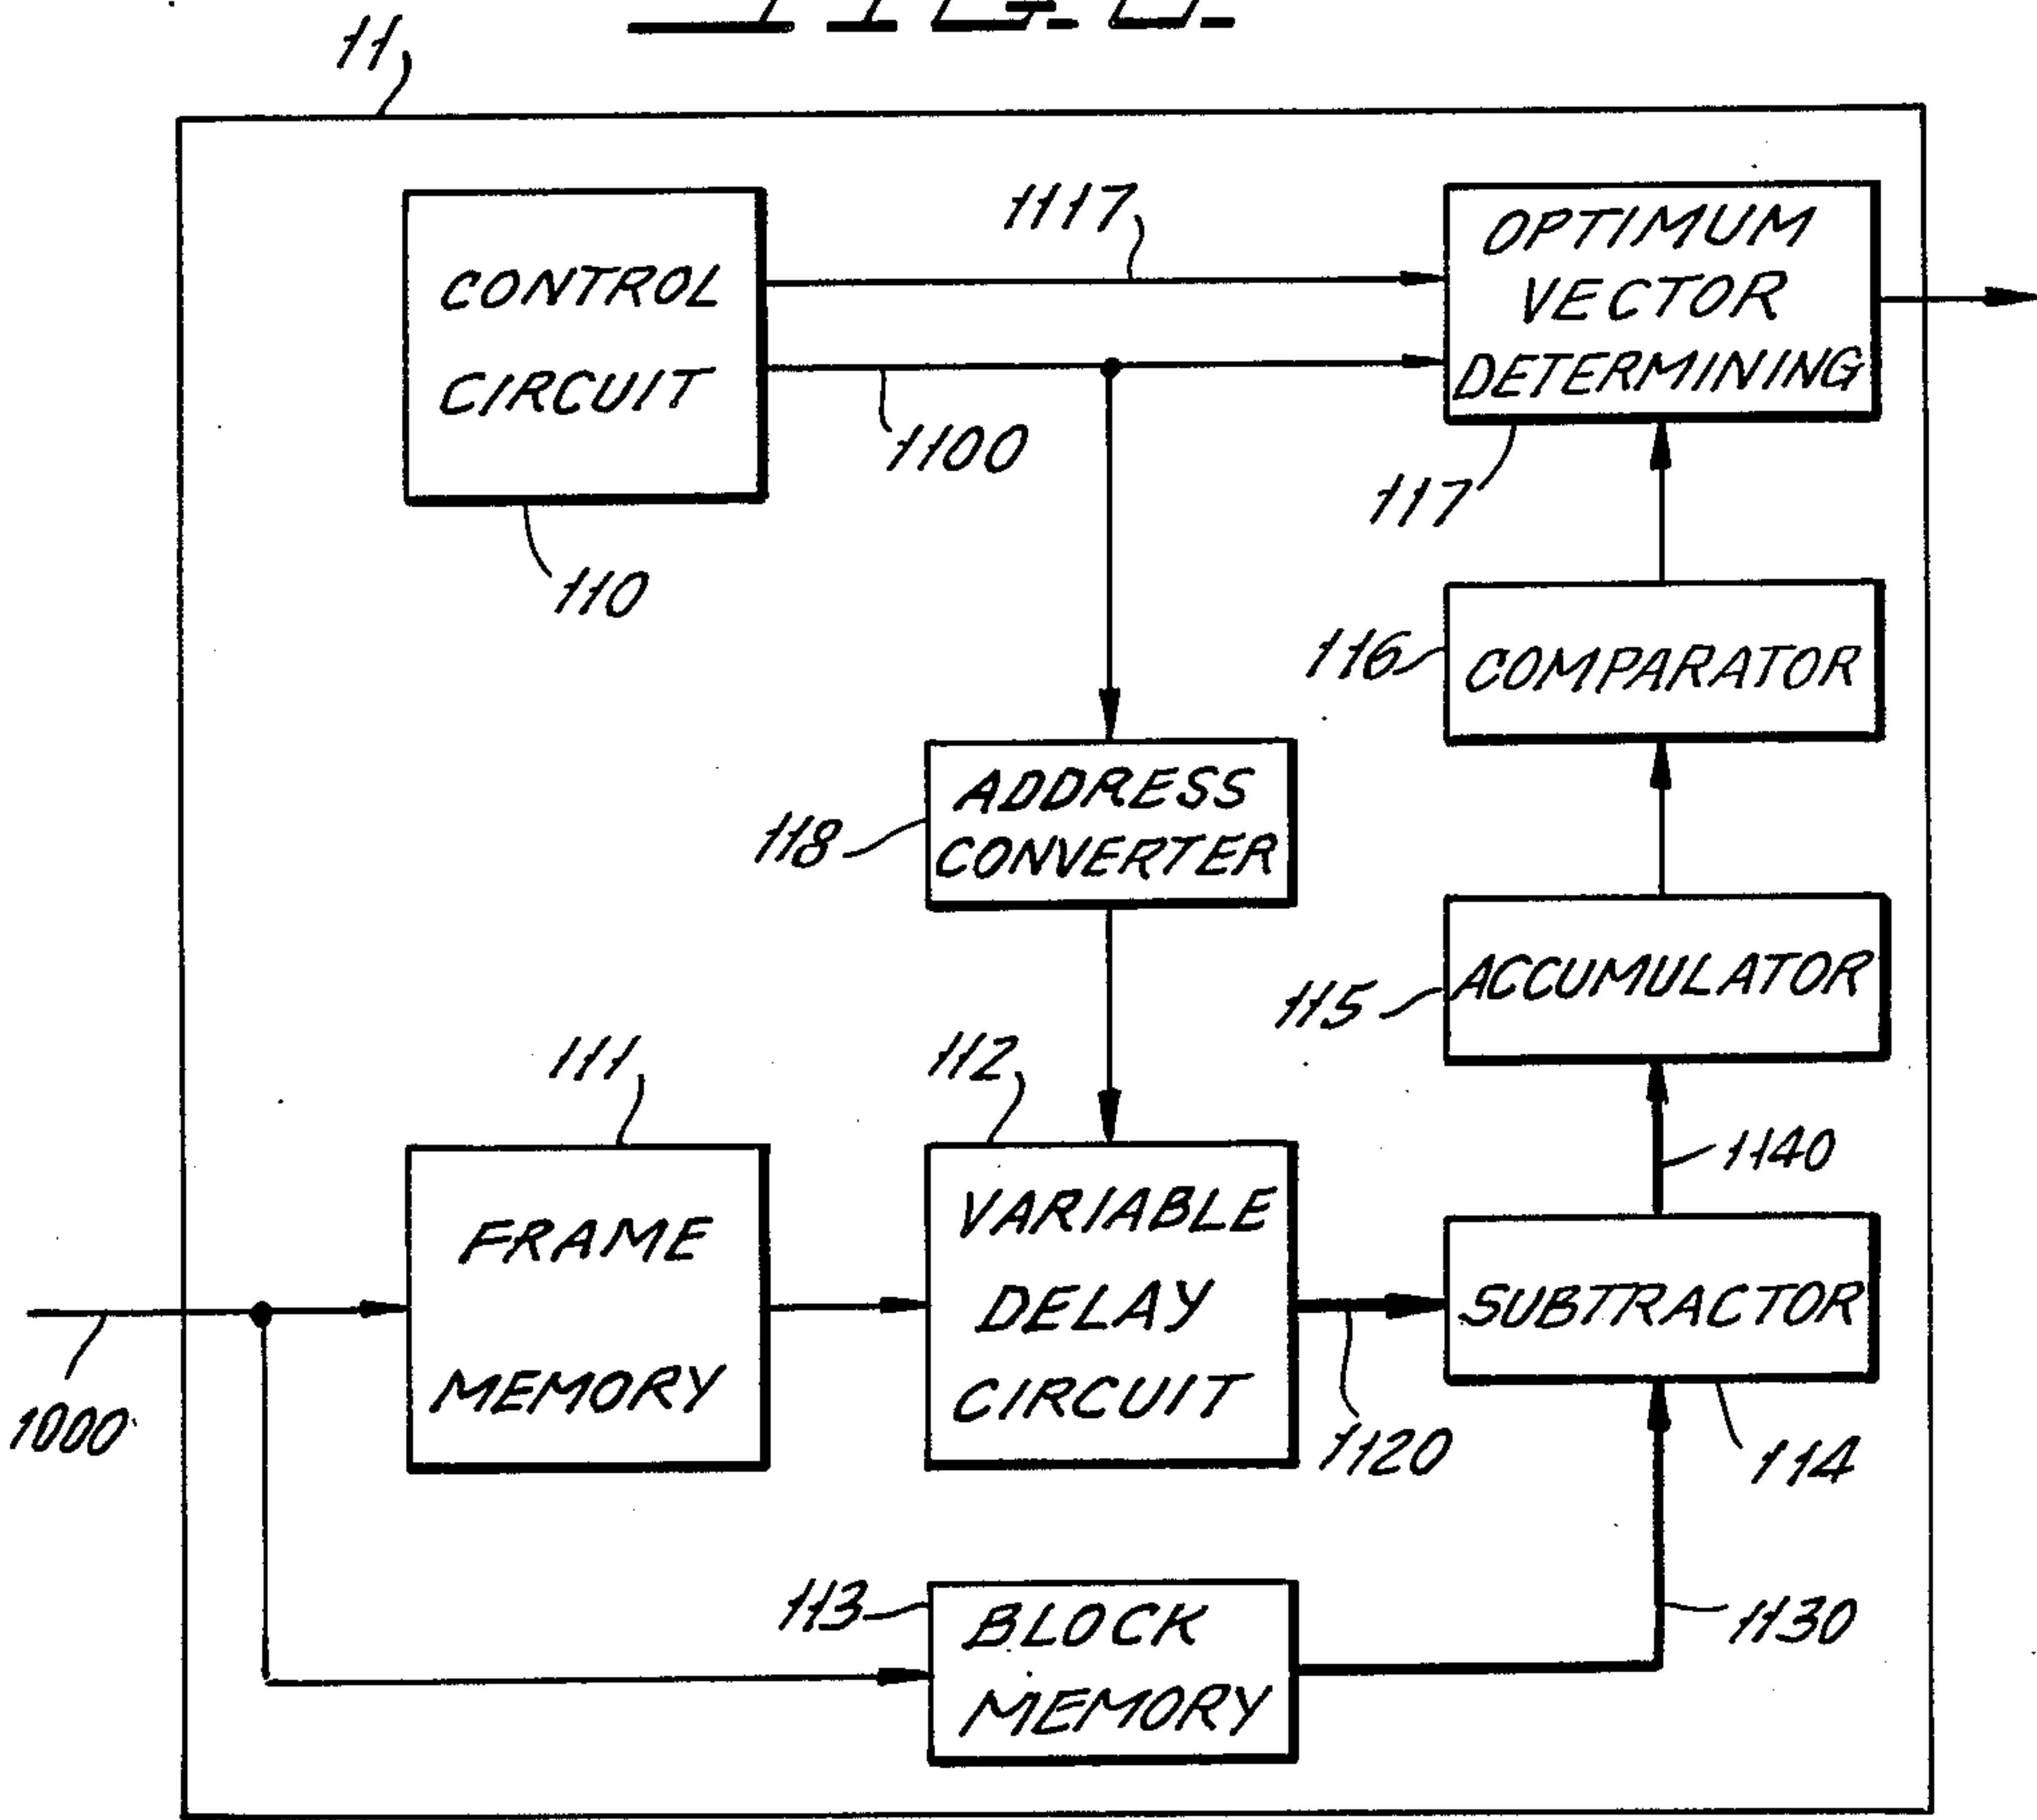 11
CONTROL
CIRCUIT
110
1117
1100
OPTIMUM
VECTOR
DETERMINING
117
116
COMPARATOR
ADDRESS
CONVERTER
118
115
ACCUMULATOR
111
112
FRAME
MEMORY
VARIABLE
DELAY
CIRCUIT
1140
SUBTRACTOR
1000
1120
114
113
BLOCK
MEMORY
1130